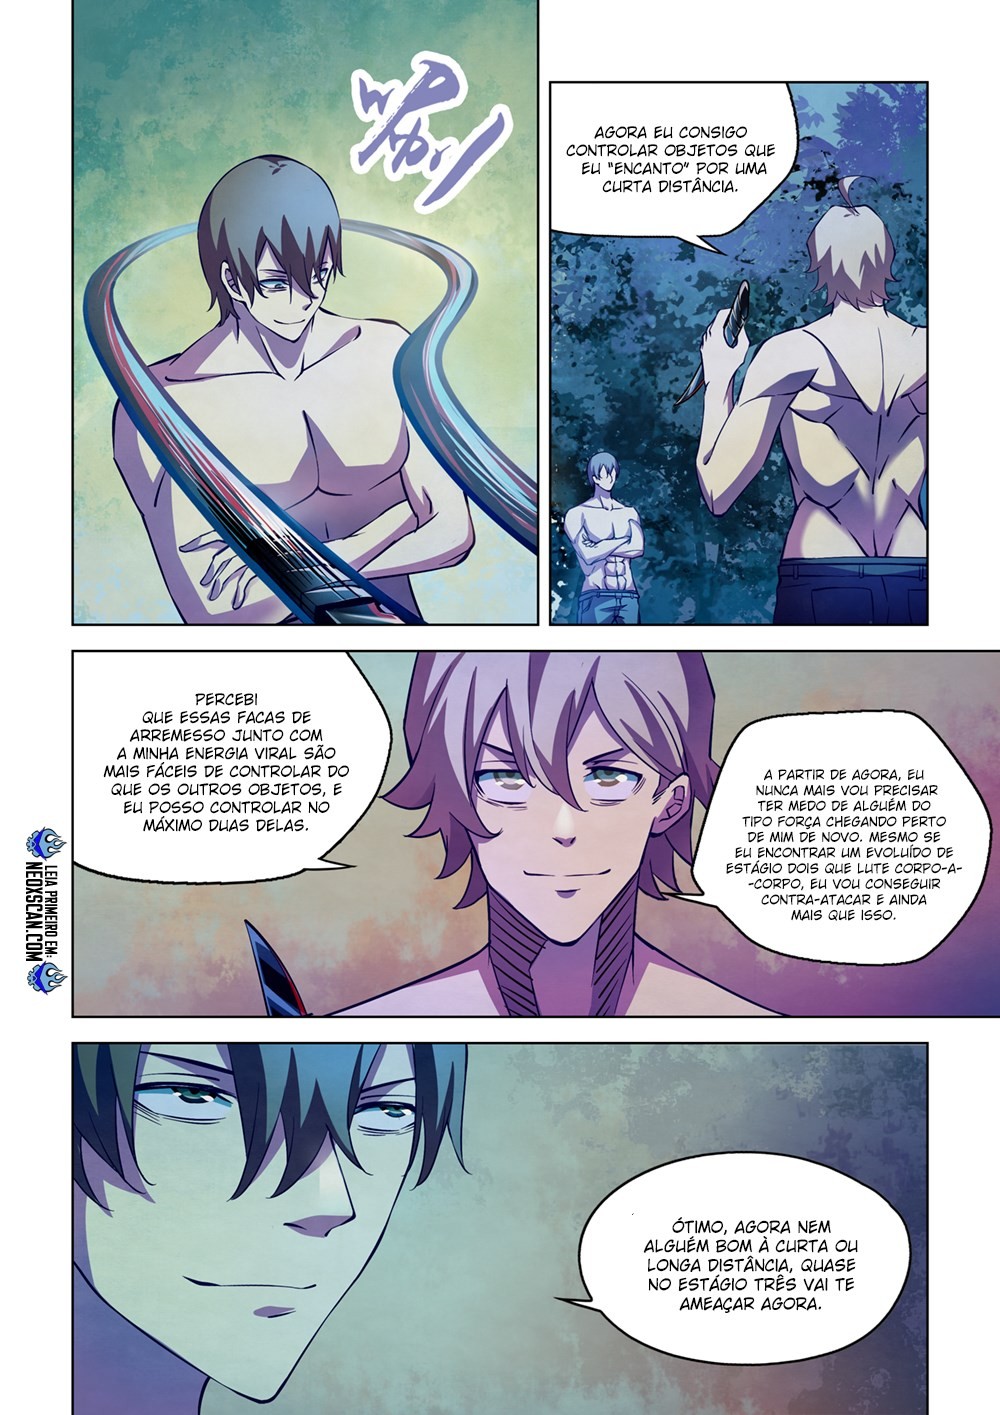 AGORA EU CONSIGO
CONTROLAR OBJETOS QUE
EU "ENCANTO" POR UMA
CURTA DISTÂNCIA.
PERCEBI
QUE ESSAS FACAS DE
ARREMESSO JUNTO COM
A MINHA ENERGIA VIRAL SÃO
MAIS FÁCEIS DE CONTROLAR DO
QUE OS OUTROS OBJETOS, E
EU POSSO CONTROLAR NO
MÁXIMO DUAS DELAS.
A PARTIR DE AGORA, EU
NUNCA MAIS VOU PRECISAR
TER MEDO DE ALGUÉM DO
TIPO FORÇA CHEGANDO PERTO
DE MIM DE NOVO. MESMO SE
EU ENCONTRAR UM EVOLUÍDO DE
ESTÁGIO DOIS QUE LUTE CORPO-A-
-CORPO, EU VOU CONSEGUIR
CONTRA-ATACAR E AINDA
MAIS QUE ISSO.
LEIA PRIMEIRO EM:
NEOXSCAN.COM
ÓTIMO, AGORA NEM
ALGUÉM BOM À CURTA OU
LONGA DISTÂNCIA, QUASE
NO ESTÁGIO TRÊS VAI TE
AMEAÇAR AGORA.